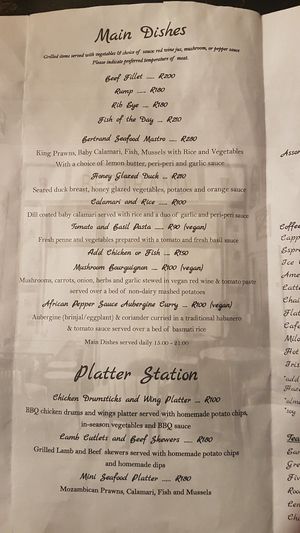 Main Dishes
Grilled items served with vegetables & choice of sauce red wine jus, mushroom, or pepper sauce
Please indicate preferred temperature of meat.
Beef Fillet ..... R200
Rump ..... R180
Rib Eye ... R180
Fish of the Day ... R210
Bertrand Seafood Mastro .... R280
King Prawns, Baby Calamari, Fish, Mussels with Rice and Vegetables
With a choice of lemon butter, peri-peri and garlic sauce
Honey Glazed Duck ... R210
Seared duck breast, honey glazed vegetables, potatoes and orange sauce
Calamari and Rice .... R100
Dill coated baby calamari served with rice and a duo of garlic and peri-peri sauce
Tomato and Basil Pasta ..... R90 (vegan)
Fresh penne and vegetables prepared with a tomato and fresh basil sauce
Add Chicken or Fish .... R150
Mushroom Bourguignon ... R100 (vegan)
Mushrooms, carrots, onion, herbs and garlic stewed in vegan red wine & tomato paste
served over a bed of non-dairy mashed potatoes
African Pepper Sauce Aubergine Curry ... R100 (vegan)
Aubergine (brinjal/eggplant) & coriander curried in a traditional habanero
& tomato sauce served over a bed of basmati rice
Main Dishes served daily 15:00 - 21:00
Platter Station
Chicken Drumsticks and Wing Platter ... R100
BBQ chicken drums and wings platter served with homemade potato chips,
in-season vegetables and BBQ sauce
Lamb Cutlets and Beef Skewers ..... R180
Grilled Lamb and Beef skewers served with homemade potato chips
and homemade dips
Mini Seafood Platter ..... R180
Mozambican Prawns, Calamari, Fish and Mussels